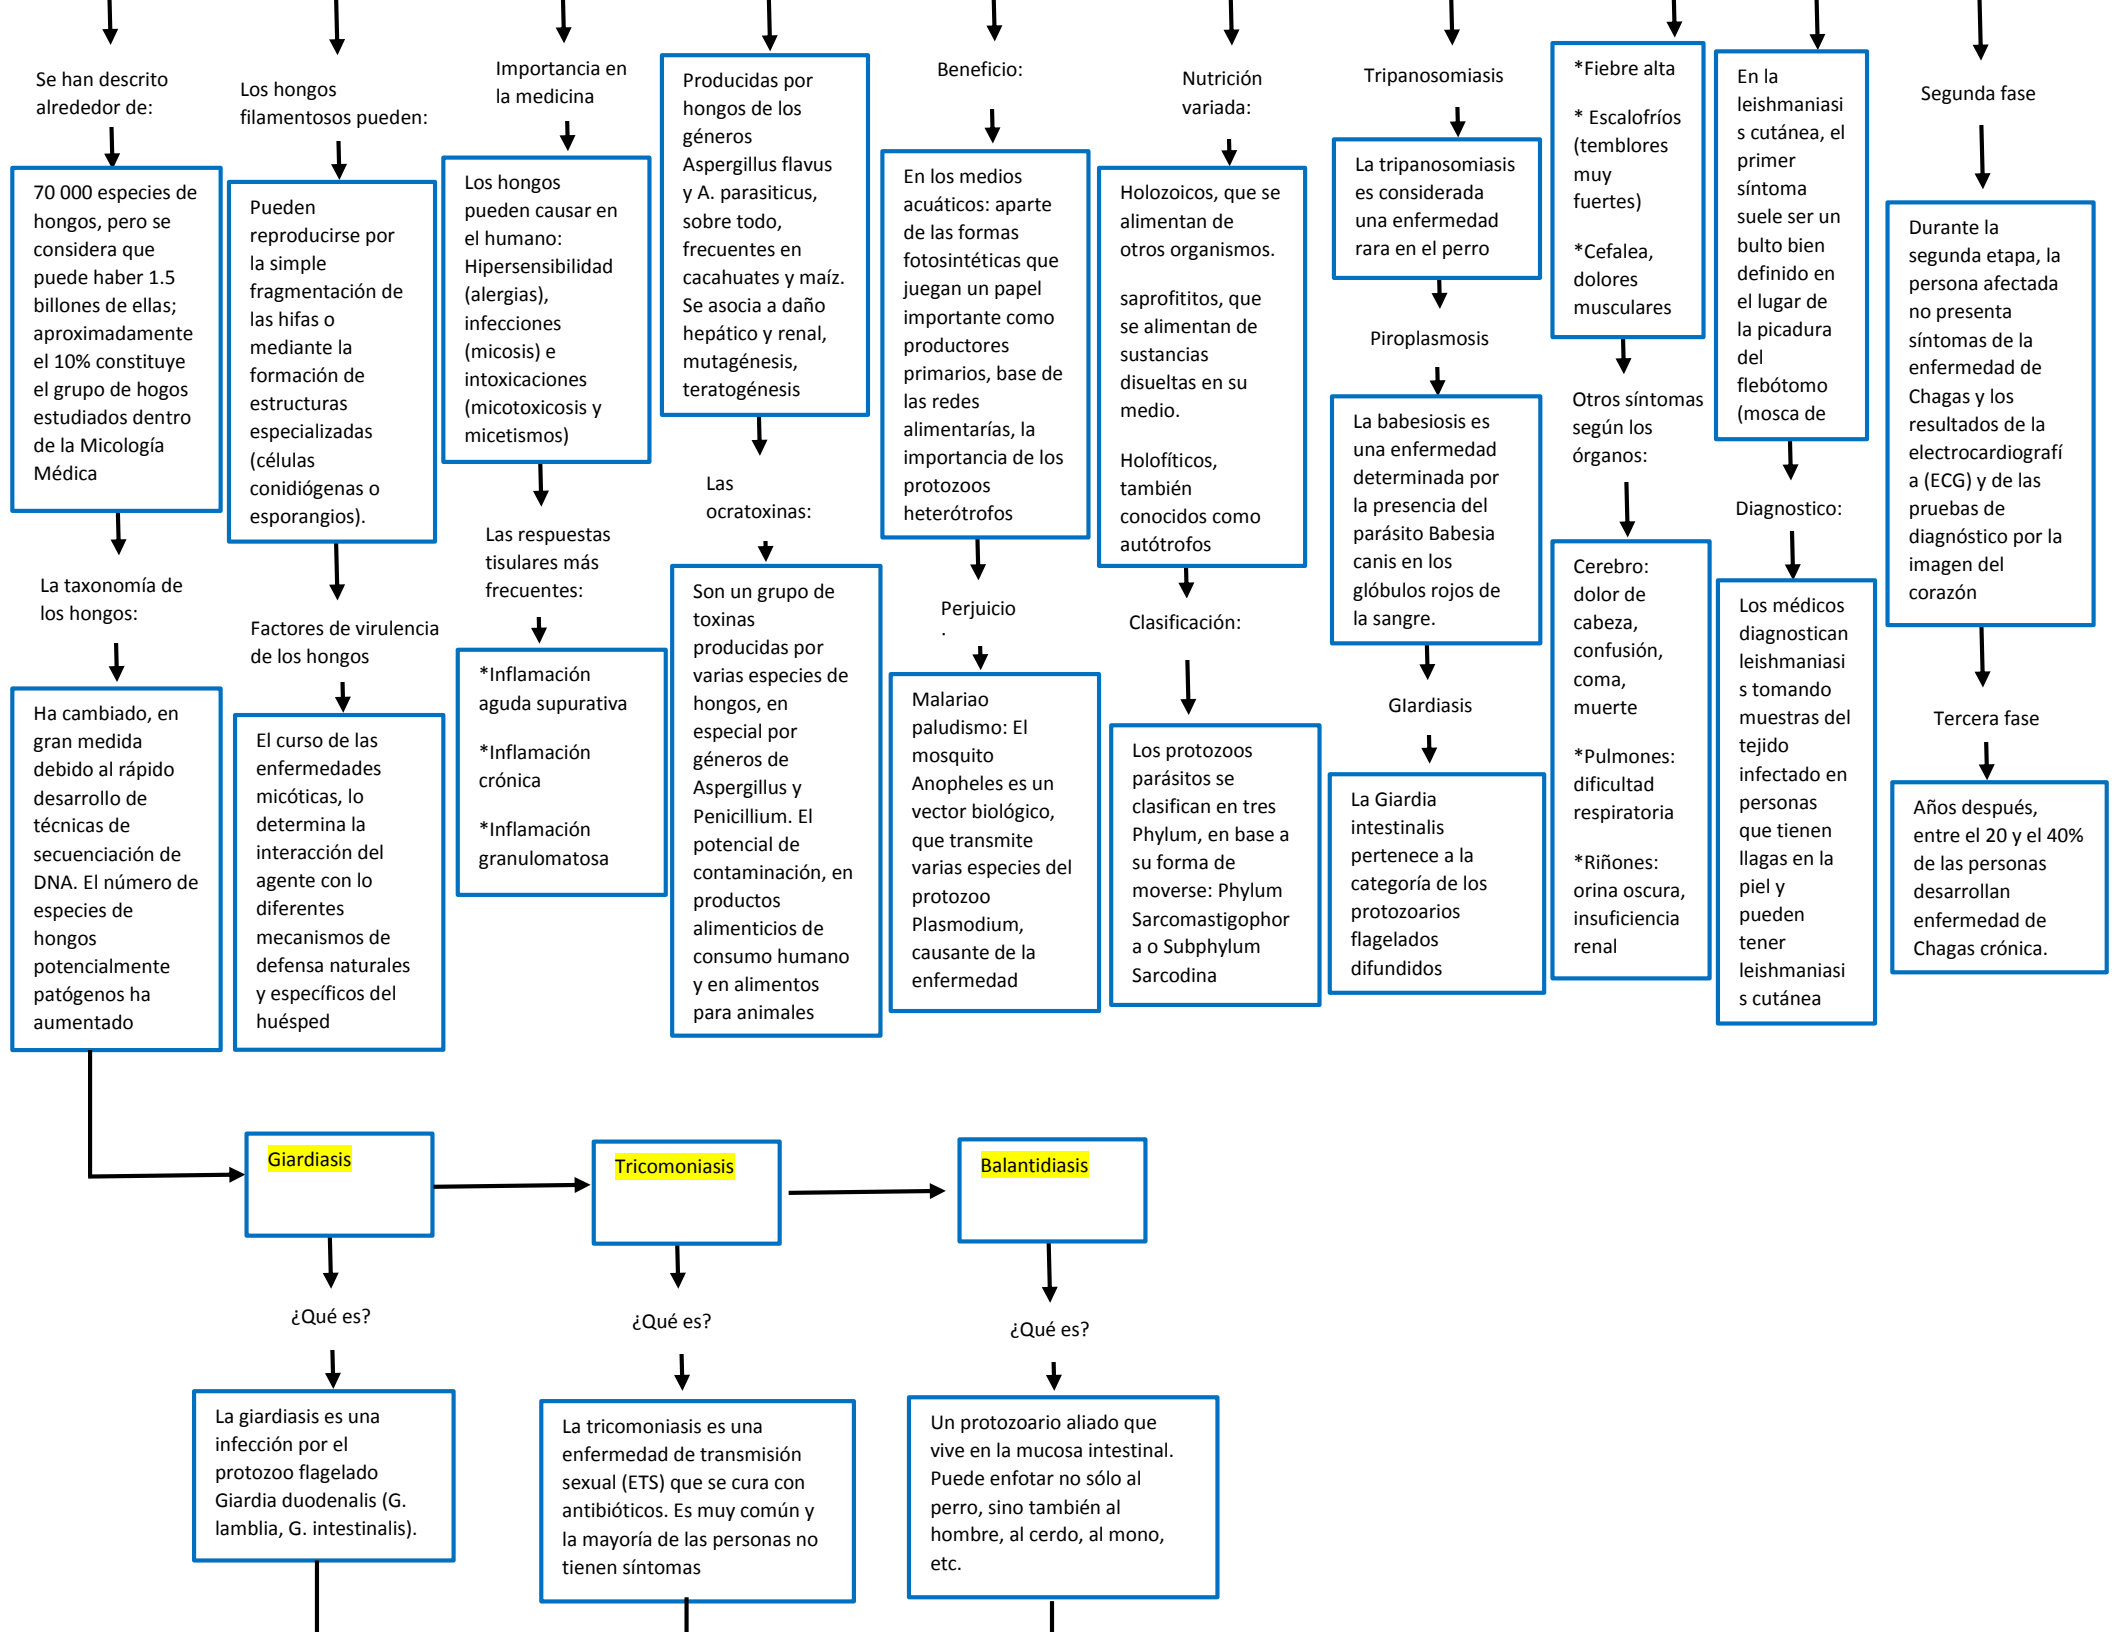 Se han descrito
alrededor de:
70 000 especies de
hongos, pero se
considera que
puede haber 1.5
billones de ellas;
aproximadamente
el 10% constituye
el grupo de hogos
estudiados dentro
de la Micología
Médica
La taxonomía de
los hongos:
Ha cambiado, en
gran medida
debido al rápido
desarrollo de
técnicas de
secuenciación de
DNA. El número de
especies de
hongos
potencialmente
patógenos ha
aumentado
Los hongos
filamentosos pueden:
Pueden
reproducirse por
la simple
fragmentación de
las hifas o
mediante la
formación de
estructuras
especializadas
(células
conidiógenas o
esporangios).
Factores de virulencia
de los hongos
El curso de las
enfermedades
micóticas, lo
determina la
interacción del
agente con lo
diferentes
mecanismos de
defensa naturales
y específicos del
huésped
Importancia en
la medicina
Los hongos
pueden causar en
el humano:
Hipersensibilidad
(alergias),
infecciones
(micosis) e
intoxicaciones
(micotoxicosis y
micetismos)
Las respuestas
tisulares más
frecuentes:
*Inflamación
aguda supurativa
*Inflamación
crónica
*Inflamación
granulomatosa
Producidas por
hongos de los
géneros
Aspergillus flavus
y A. parasiticus,
sobre todo,
frecuentes en
cacahuates y maíz.
Se asocia a daño
hepático y renal,
mutagénesis,
teratogénesis
Las
ocratoxinas:
Son un grupo de
toxinas
producidas por
varias especies de
hongos, en
especial por
géneros de
Aspergillus y
Penicillium. El
potencial de
contaminación, en
productos
alimenticios de
consumo humano
y en alimentos
para animales
Beneficio:
En los medios
acuáticos: aparte
de las formas
fotosintéticas que
juegan un papel
importante como
productores
primarios, base de
las redes
alimentarías, la
importancia de los
protozoos
heterótrofos
Perjuicio
.
Malariao
paludismo: El
mosquito
Anopheles es un
vector biológico,
que transmite
varias especies del
protozoo
Plasmodium,
causante de la
enfermedad
Nutrición
variada:
Holozoicos, que se
alimentan de
otros organismos.
saprofititos, que
se alimentan de
sustancias
disueltas en su
medio.
Holofíticos,
también
conocidos como
autótrofos
Clasificación:
Los protozoos
parásitos se
clasifican en tres
Phylum, en base a
su forma de
moverse: Phylum
Sarcomastigophor
a o Subphylum
Sarcodina
Tripanosomiasis
La tripanosomiasis
es considerada
una enfermedad
rara en el perro
Piroplasmosis
La babesiosis es
una enfermedad
determinada por
la presencia del
parásito Babesia
canis en los
glóbulos rojos de
la sangre.
GIardiasis
La Giardia
intestinalis
pertenece a la
categoría de los
protozoarios
flagelados
difundidos
*Fiebre alta
* Escalofríos
(temblores
muy
fuertes)
*Cefalea,
dolores
musculares
Otros síntomas
según los
órganos:
Cerebro:
dolor de
cabeza,
confusión,
coma,
muerte
*Pulmones:
dificultad
respiratoria
*Riñones:
orina oscura,
insuficiencia
renal
En la
leishmaniasi
s cutánea, el
primer
síntoma
suele ser un
bulto bien
definido en
el lugar de
la picadura
del
flebótomo
(mosca de
Diagnostico:
Los médicos
diagnostican
leishmaniasi
s tomando
muestras del
tejido
infectado en
personas
que tienen
llagas en la
piel y
pueden
tener
leishmaniasi
s cutánea
Segunda fase
Durante la
segunda etapa, la
persona afectada
no presenta
síntomas de la
enfermedad de
Chagas y los
resultados de la
electrocardiografí
a (ECG) y de las
pruebas de
diagnóstico por la
imagen del
corazón
Tercera fase
Años después,
entre el 20 y el 40%
de las personas
desarrollan
enfermedad de
Chagas crónica.
Giardiasis
¿Qué es?
La giardiasis es una
infección por el
protozoo flagelado
Giardia duodenalis (G.
lamblia, G. intestinalis).
Tricomoniasis
¿Qué es?
La tricomoniasis es una
enfermedad de transmisión
sexual (ETS) que se cura con
antibióticos. Es muy común y
la mayoría de las personas no
tienen síntomas
Balantidiasis
¿Qué es?
Un protozoario aliado que
vive en la mucosa intestinal.
Puede enfotar no sólo al
perro, sino también al
hombre, al cerdo, al mono,
etc.